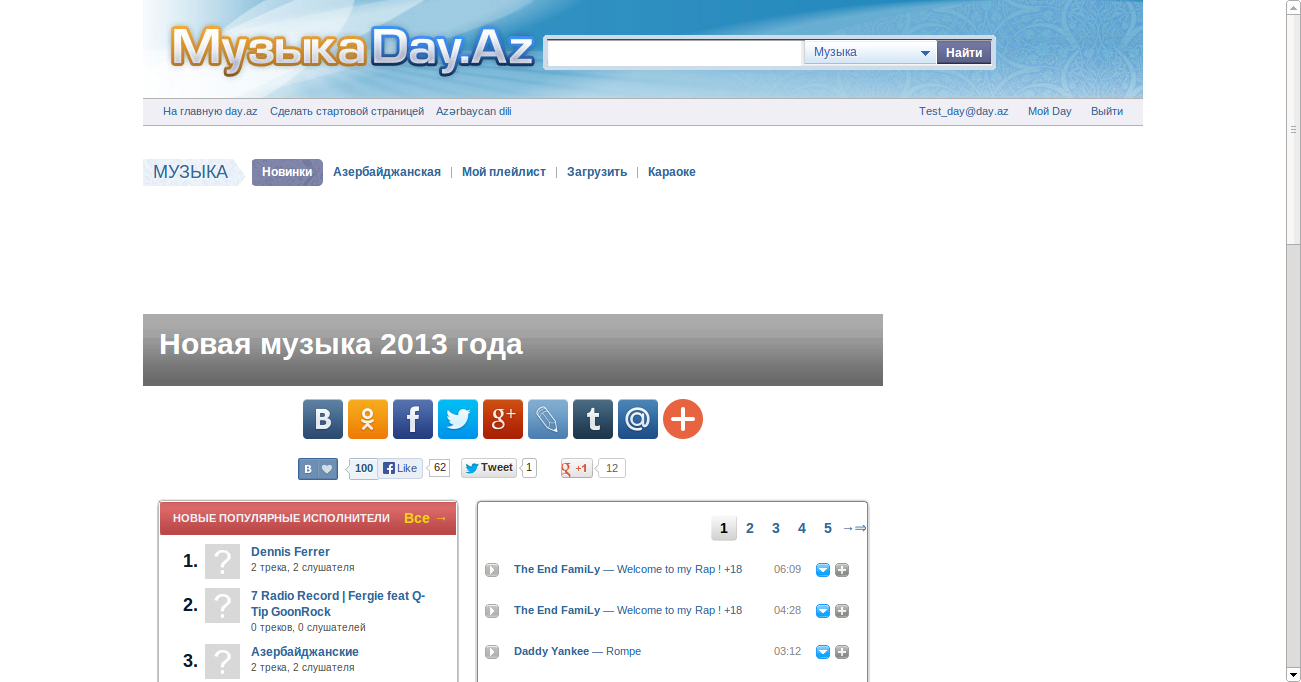 Музыка Day.Az
Музыка
Найти
На главную day.az Сделать стартовой страницей Azərbaycan dili
Test_day@day.az Мой Day Выйти
МУЗЫКА
Новинки Азербайджанская | Мой плейлист | Загрузить | Караоке
Новая музыка 2013 года
B f g+ t @
B 100 Like 62 Tweet 1 g +1 12
НОВЫЕ ПОПУЛЯРНЫЕ ИСПОЛНИТЕЛИ Все →
1. ? Dennis Ferrer
2 трека, 2 слушателя
2. ? 7 Radio Record | Fergie feat Q-
Tip GoonRock
0 треков, 0 слушателей
3. ? Азербайджанские
2 трека, 2 слушателя
1 2 3 4 5 →⇒
The End FamiLy — Welcome to my Rap ! +18 06:09
The End FamiLy — Welcome to my Rap ! +18 04:28
Daddy Yankee — Rompe 03:12